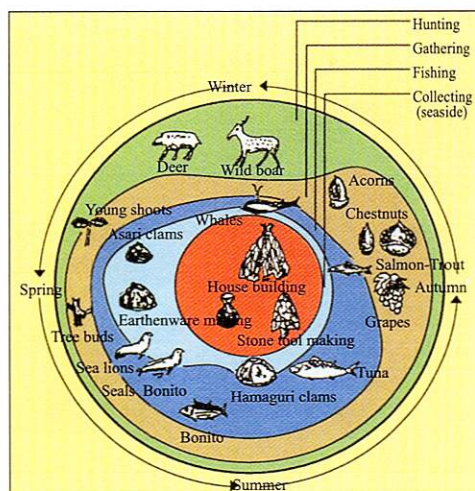 Hunting
Gathering
Fishing
Collecting
(seaside)
Winter
Deer
Wild boar
Acorns
Young shoots
Whales
Chestnuts
Asari clams
Salmon-Trout
Spring
House building
Autumn
Earthenware making
Grapes
Tree buds
Stone tool making
Sea lions
Tuna
Seals
Bonito
Hamaguri clams
Bonito
Summer